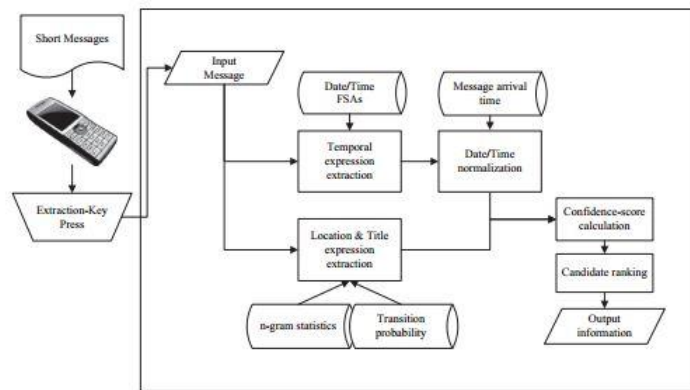 Short Messages
Extraction-Key
Press
Input
Message
Date/Time
FSAs
Message arrival
time
Temporal
expression
extraction
Date/Time
normalization
Location & Title
expression
extraction
n-gram statistics
Transition
probability
Confidence-score
calculation
Candidate ranking
Output
information